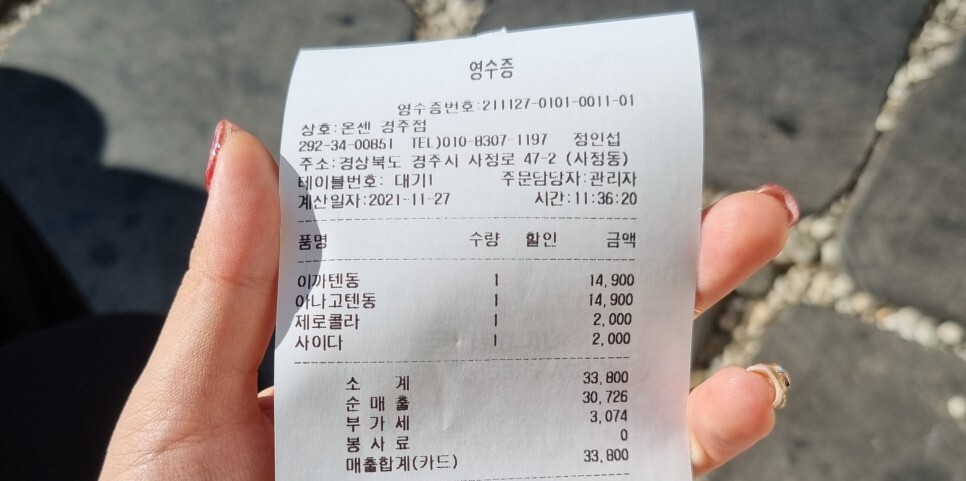 영수증
영수증번호:211127-0101-0011-01
상호:온센 경주점
292-34-00851 TEL)010-8307-1197 정인섭
주소:경상북도 경주시 사정로 47-2 (사정동)
테이블번호: 대기1 주문담당자:관리자
계산일자:2021-11-27 시간:11:36:20
품명 수량 할인 금액
이까텐동 1 14,900
아나고텐동 1 14,900
제로콜라 1 2,000
사이다 1 2,000
소 계 33,800
순 매 출 30,726
부 가 세 3,074
봉 사 료 0
매출합계(카드) 33,800